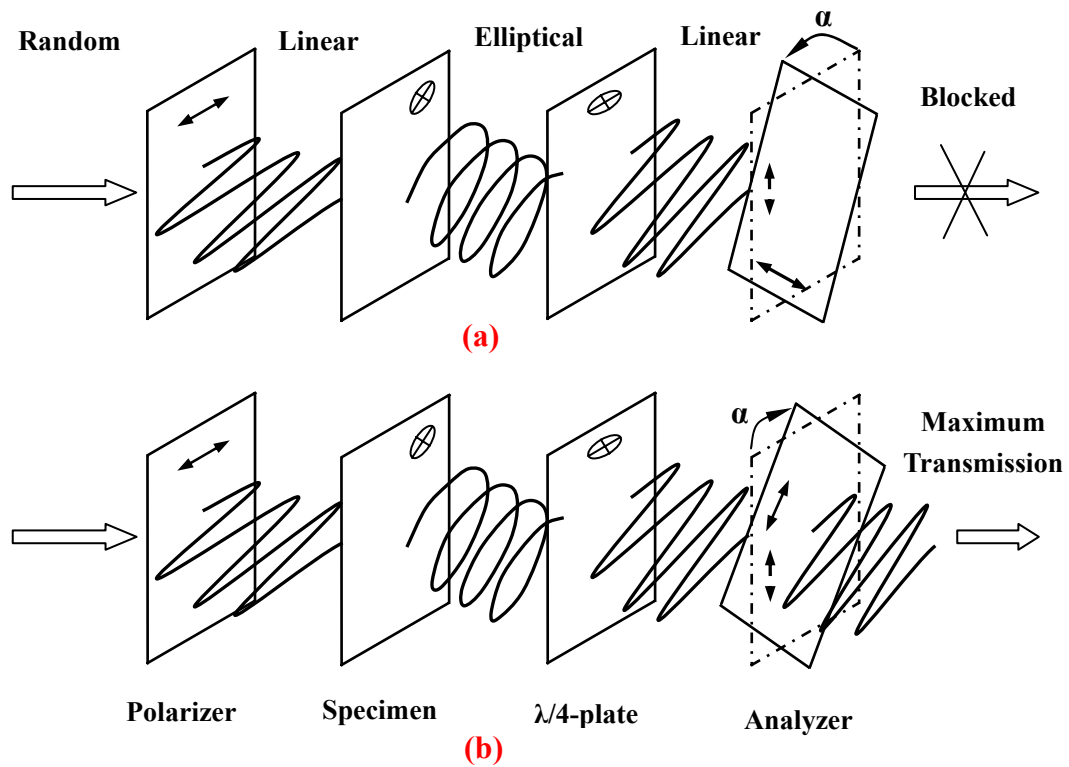 Random
Linear
Elliptical
Linear
α
Blocked
(a)
α
Maximum
Transmission
Polarizer
Specimen
λ/4-plate
Analyzer
(b)